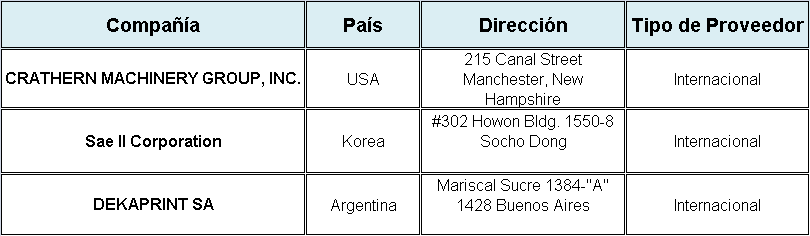 Compañía País Dirección Tipo de Proveedor
CRATHERN MACHINERY GROUP, INC. USA 215 Canal Street
Manchester, New
Hampshire Internacional
Sae Il Corporation Korea #302 Howon Bldg. 1550-8
Socho Dong Internacional
DEKAPRINT SA Argentina Mariscal Sucre 1384-"A"
1428 Buenos Aires Internacional